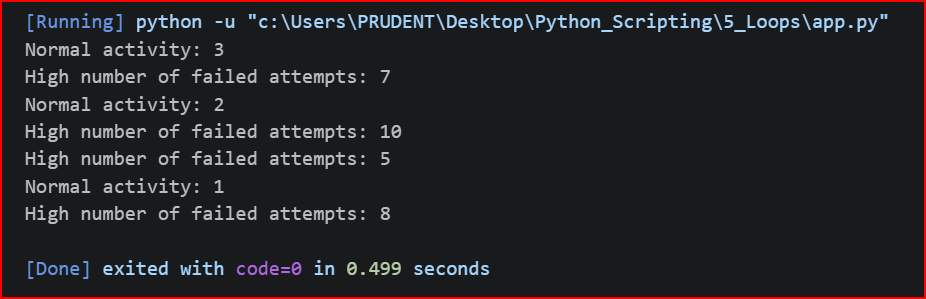 [Running] python -u "c:\Users\PRUDENT\Desktop\Python_Scripting\5_Loops\app.py"
Normal activity: 3
High number of failed attempts: 7
Normal activity: 2
High number of failed attempts: 10
High number of failed attempts: 5
Normal activity: 1
High number of failed attempts: 8
[Done] exited with code=0 in 0.499 seconds